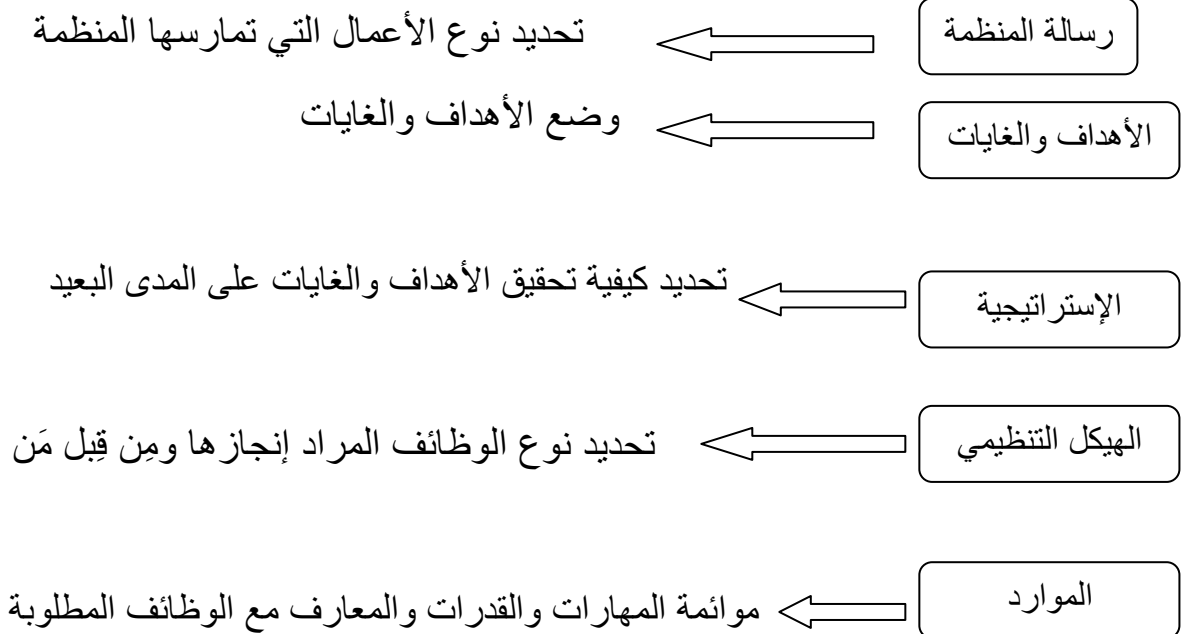 رسالة المنظمة
تحديد نوع الأعمال التي تمارسها المنظمة
الأهداف والغايات
وضع الأهداف والغايات
الإستراتيجية
تحديد كيفية تحقيق الأهداف والغايات على المدى البعيد
الهيكل التنظيمي
تحديد نوع الوظائف المراد إنجازها ومِن قِبل مَن
الموارد
موائمة المهارات والقدرات والمعارف مع الوظائف المطلوبة